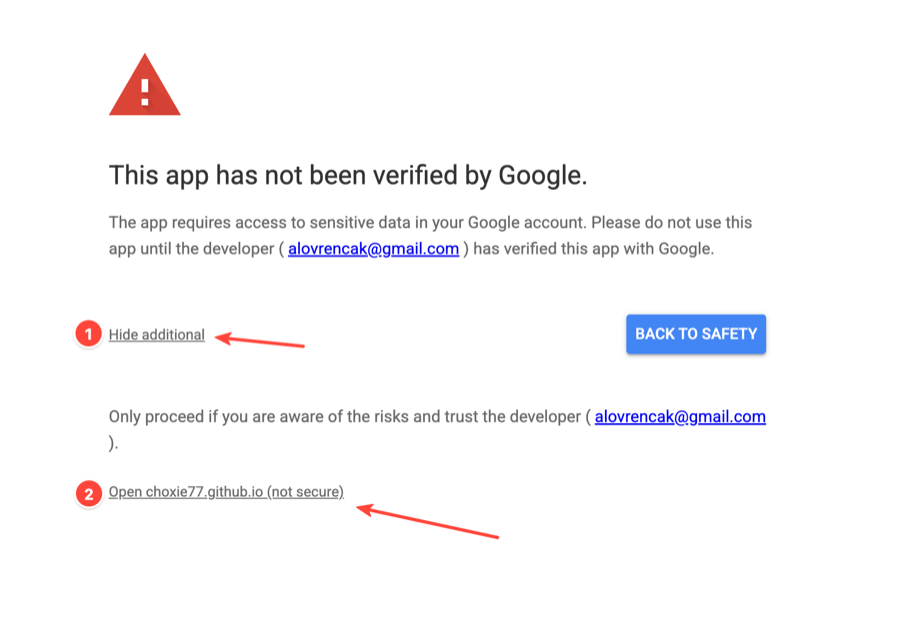 This app has not been verified by Google.
The app requires access to sensitive data in your Google account. Please do not use this
app until the developer ( alovrencak@gmail.com ) has verified this app with Google.
1 Hide additional
BACK TO SAFETY
Only proceed if you are aware of the risks and trust the developer ( alovrencak@gmail.com
).
2 Open choxie77.github.io (not secure)